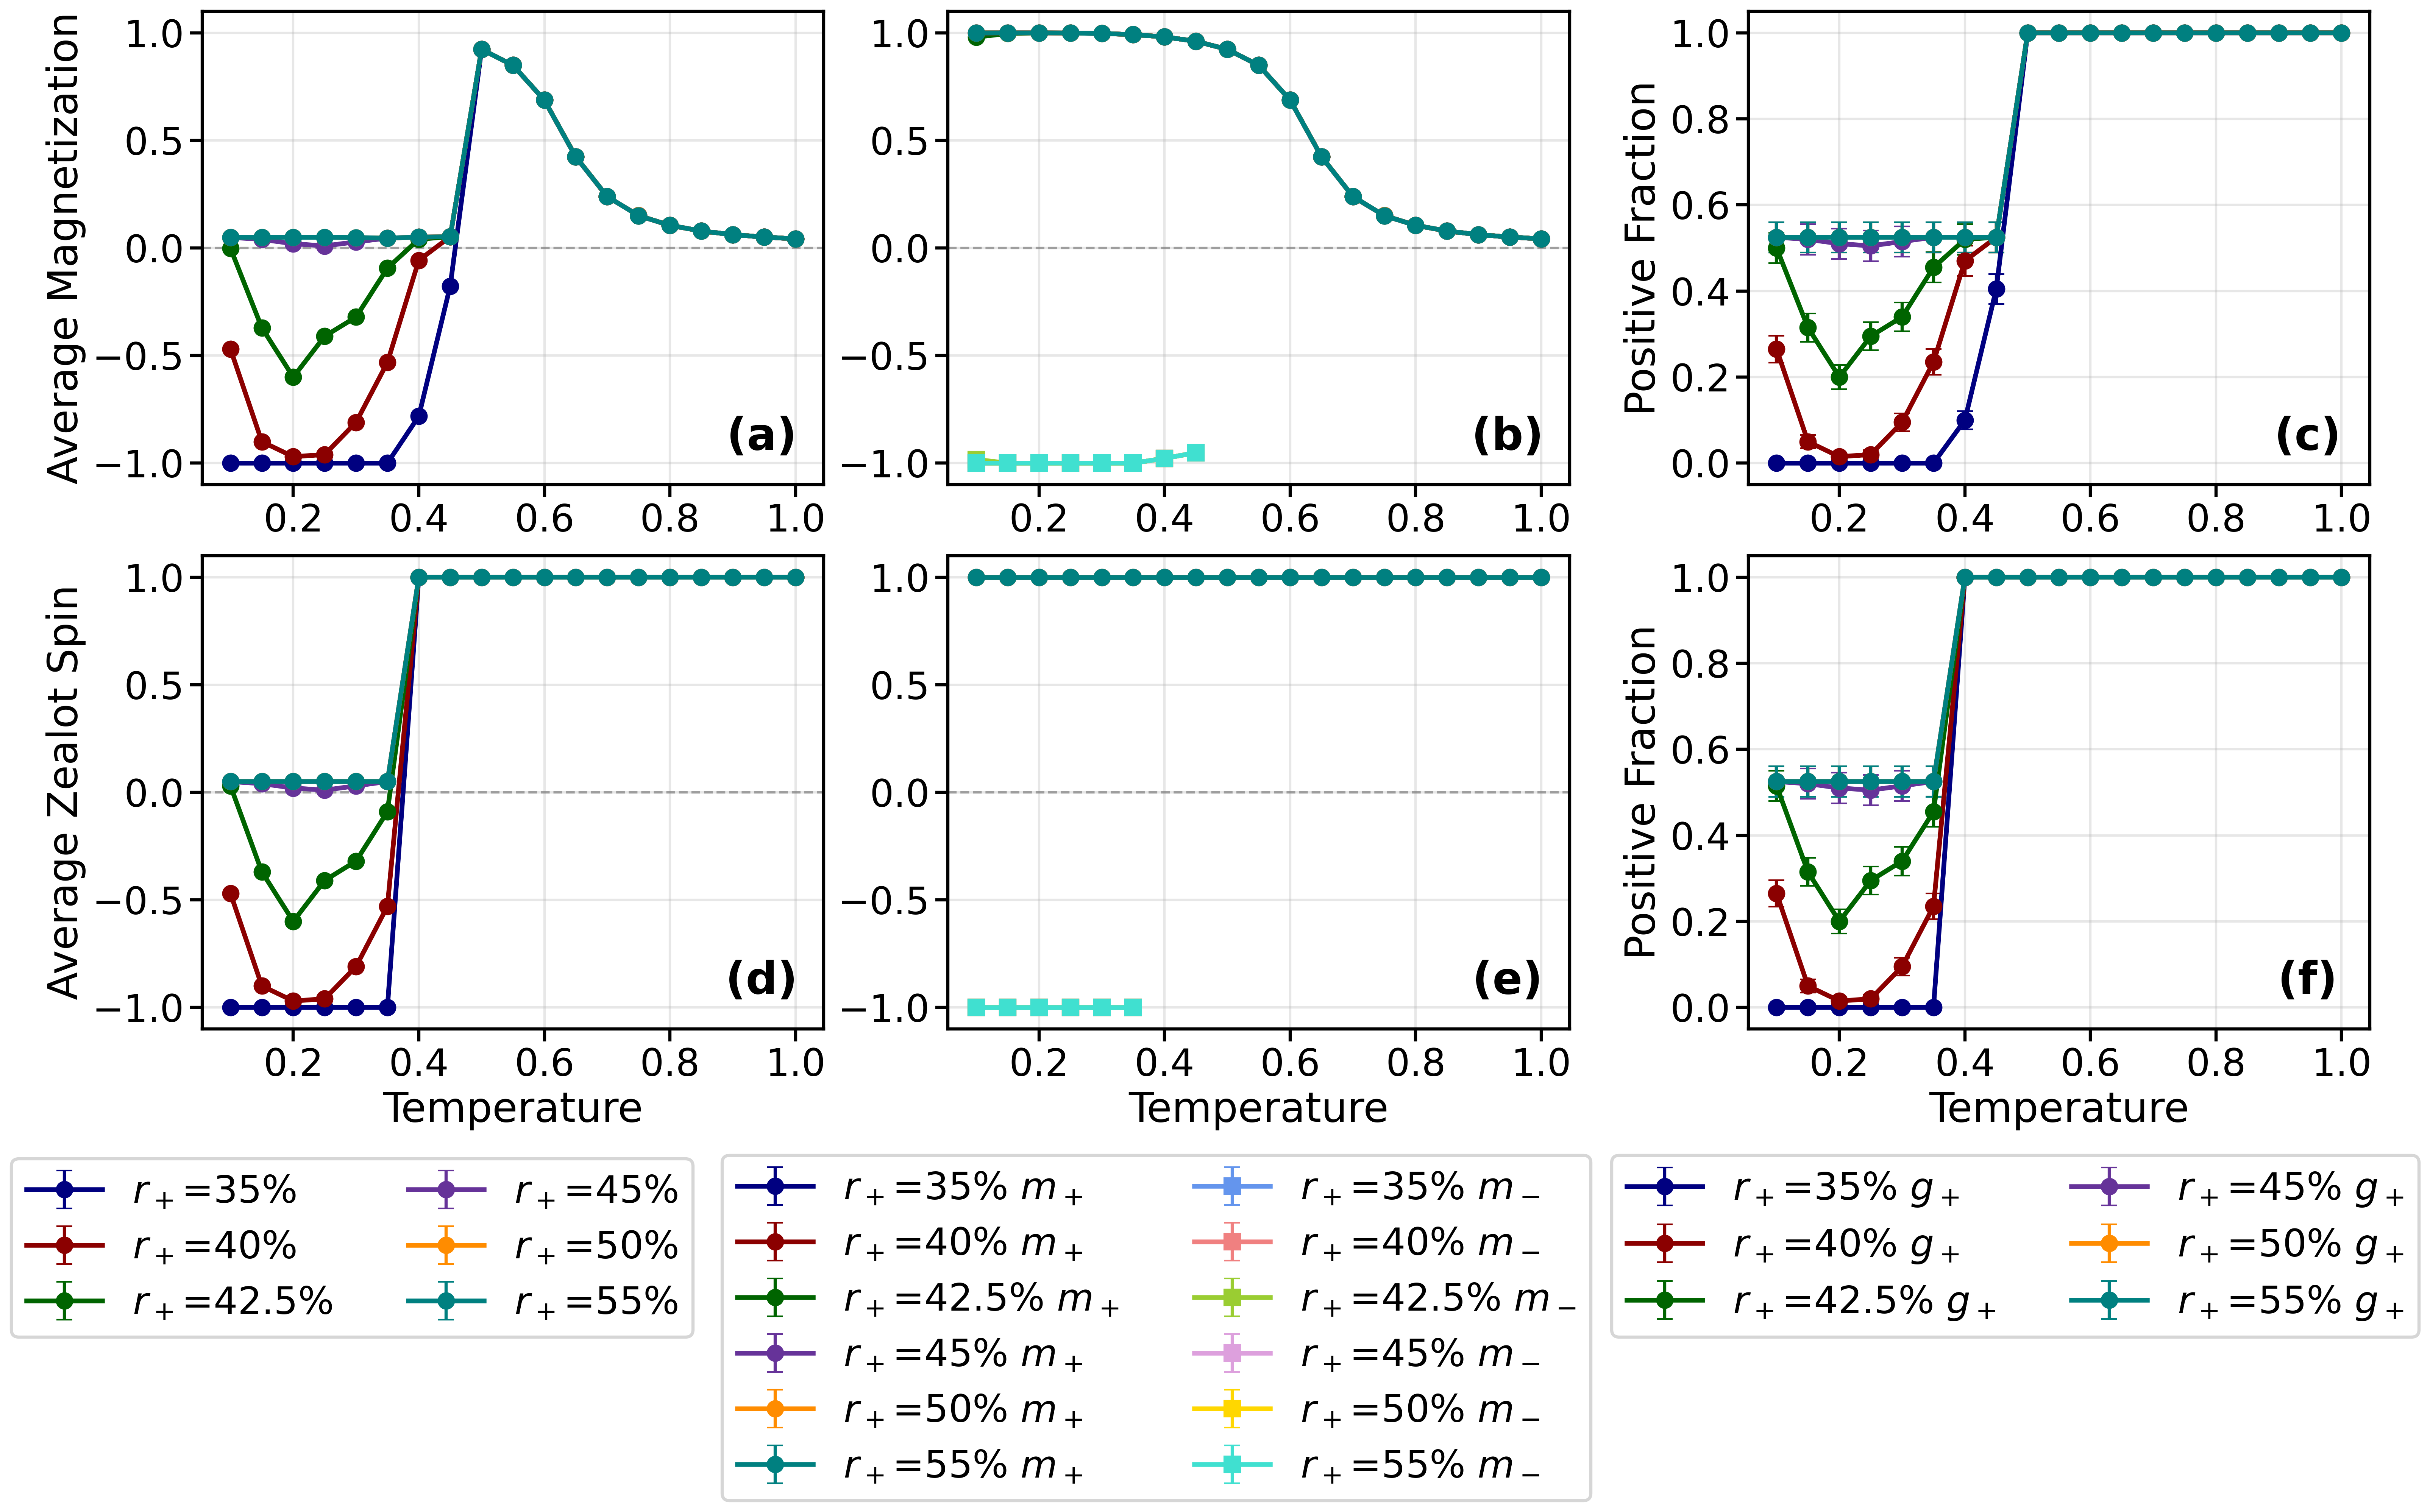 Average Magnetization
1.0
0.5
0.0
−0.5
−1.0
0.2 0.4 0.6 0.8 1.0
(a)
1.0
0.5
0.0
−0.5
−1.0
0.2 0.4 0.6 0.8 1.0
(b)
Positive Fraction
1.0
0.8
0.6
0.4
0.2
0.0
0.2 0.4 0.6 0.8 1.0
(c)
Average Zealot Spin
1.0
0.5
0.0
−0.5
−1.0
0.2 0.4 0.6 0.8 1.0
Temperature
(d)
1.0
0.5
0.0
−0.5
−1.0
0.2 0.4 0.6 0.8 1.0
Temperature
(e)
Positive Fraction
1.0
0.8
0.6
0.4
0.2
0.0
0.2 0.4 0.6 0.8 1.0
Temperature
(f)
r₊=35%
r₊=40%
r₊=42.5%
r₊=45%
r₊=50%
r₊=55%
r₊=35% m₊
r₊=40% m₊
r₊=42.5% m₊
r₊=45% m₊
r₊=50% m₊
r₊=55% m₊
r₊=35% m₋
r₊=40% m₋
r₊=42.5% m₋
r₊=45% m₋
r₊=50% m₋
r₊=55% m₋
r₊=35% g₊
r₊=40% g₊
r₊=42.5% g₊
r₊=45% g₊
r₊=50% g₊
r₊=55% g₊